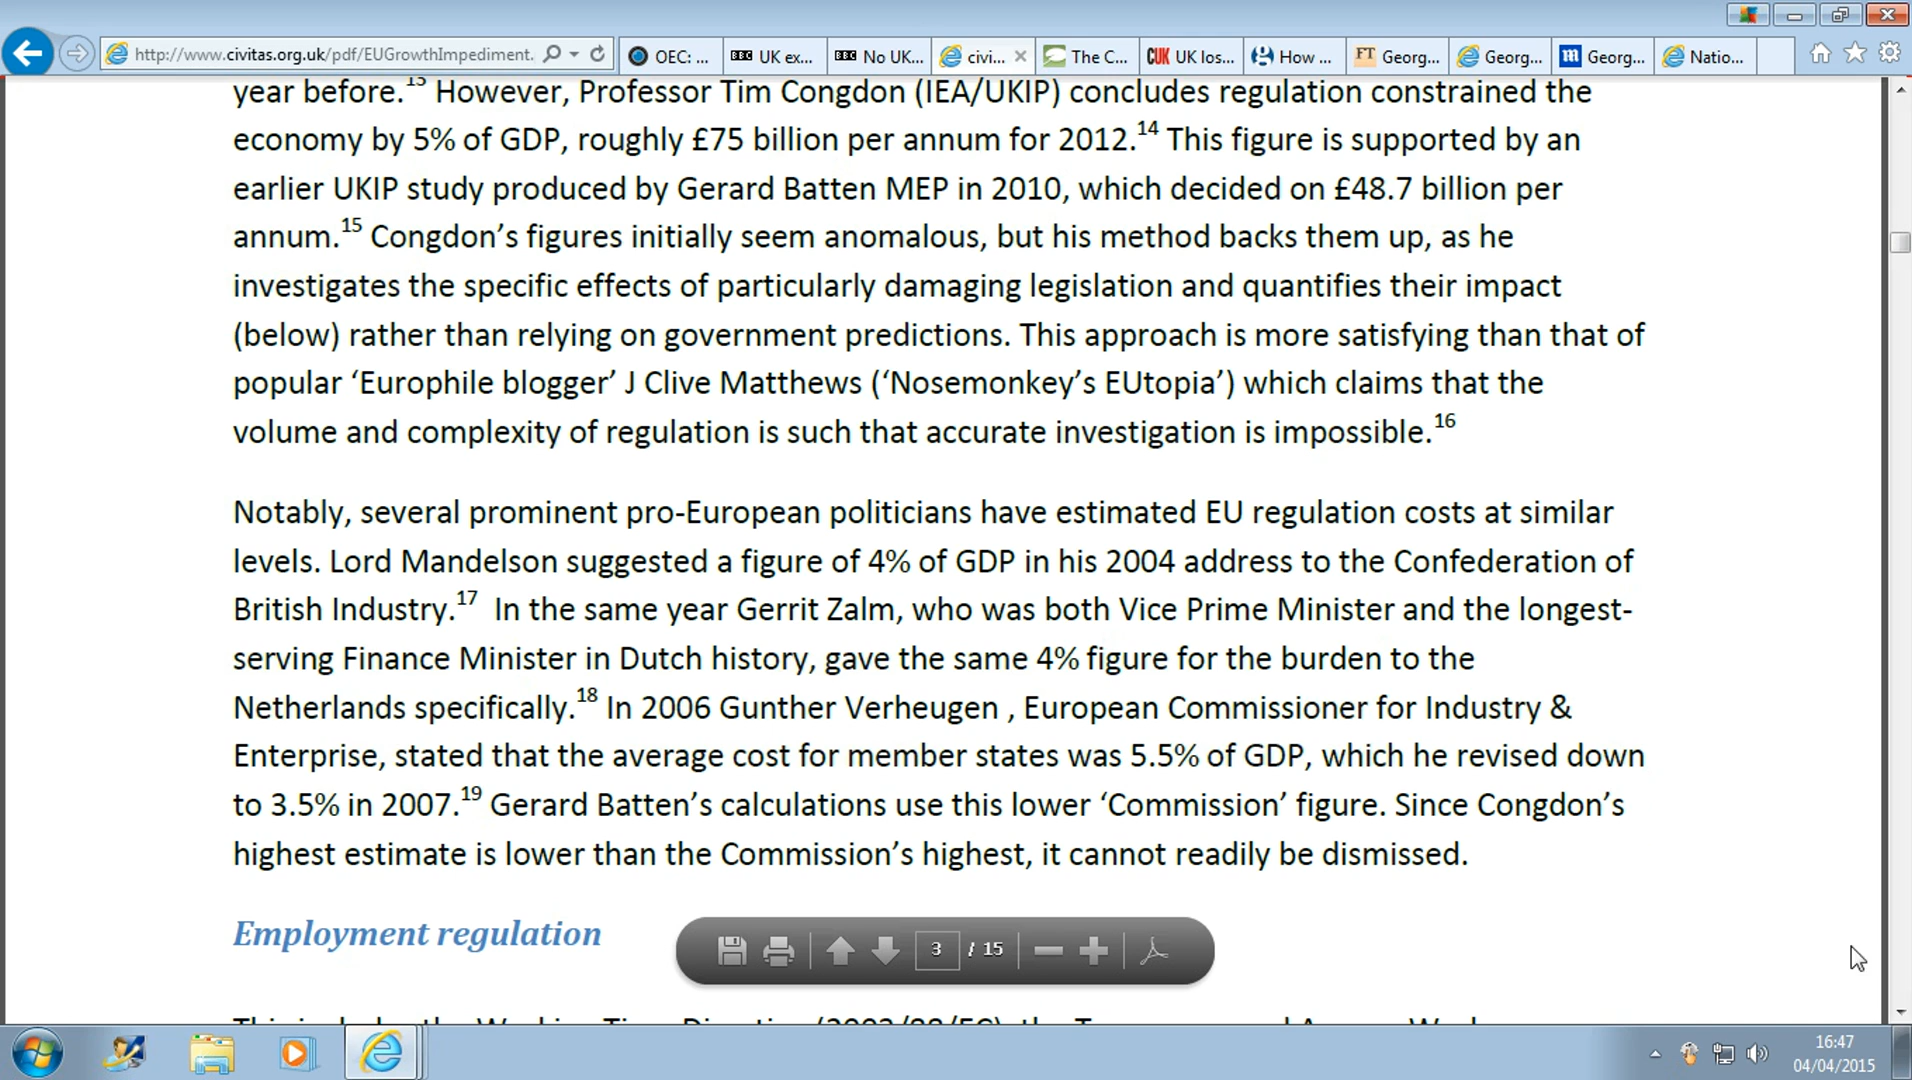 http://www.civitas.org.uk/pdf/EUGrowthImpediment.
OEC: ...
BBC UK ex...
BBC No UK...
civi...
The C...
CUK UK los...
How ...
FT Georg...
Georg...
m Georg...
Natio...
year before.13 However, Professor Tim Congdon (IEA/UKIP) concludes regulation constrained the
economy by 5% of GDP, roughly £75 billion per annum for 2012.14 This figure is supported by an
earlier UKIP study produced by Gerard Batten MEP in 2010, which decided on £48.7 billion per
annum.15 Congdon’s figures initially seem anomalous, but his method backs them up, as he
investigates the specific effects of particularly damaging legislation and quantifies their impact
(below) rather than relying on government predictions. This approach is more satisfying than that of
popular ‘Europhile blogger’ J Clive Matthews (‘Nosemonkey’s EUtopia’) which claims that the
volume and complexity of regulation is such that accurate investigation is impossible.16
Notably, several prominent pro-European politicians have estimated EU regulation costs at similar
levels. Lord Mandelson suggested a figure of 4% of GDP in his 2004 address to the Confederation of
British Industry.17 In the same year Gerrit Zalm, who was both Vice Prime Minister and the longest-
serving Finance Minister in Dutch history, gave the same 4% figure for the burden to the
Netherlands specifically.18 In 2006 Gunther Verheugen , European Commissioner for Industry &
Enterprise, stated that the average cost for member states was 5.5% of GDP, which he revised down
to 3.5% in 2007.19 Gerard Batten’s calculations use this lower ‘Commission’ figure. Since Congdon’s
highest estimate is lower than the Commission’s highest, it cannot readily be dismissed.
Employment regulation
3 / 15
16:47
04/04/2015